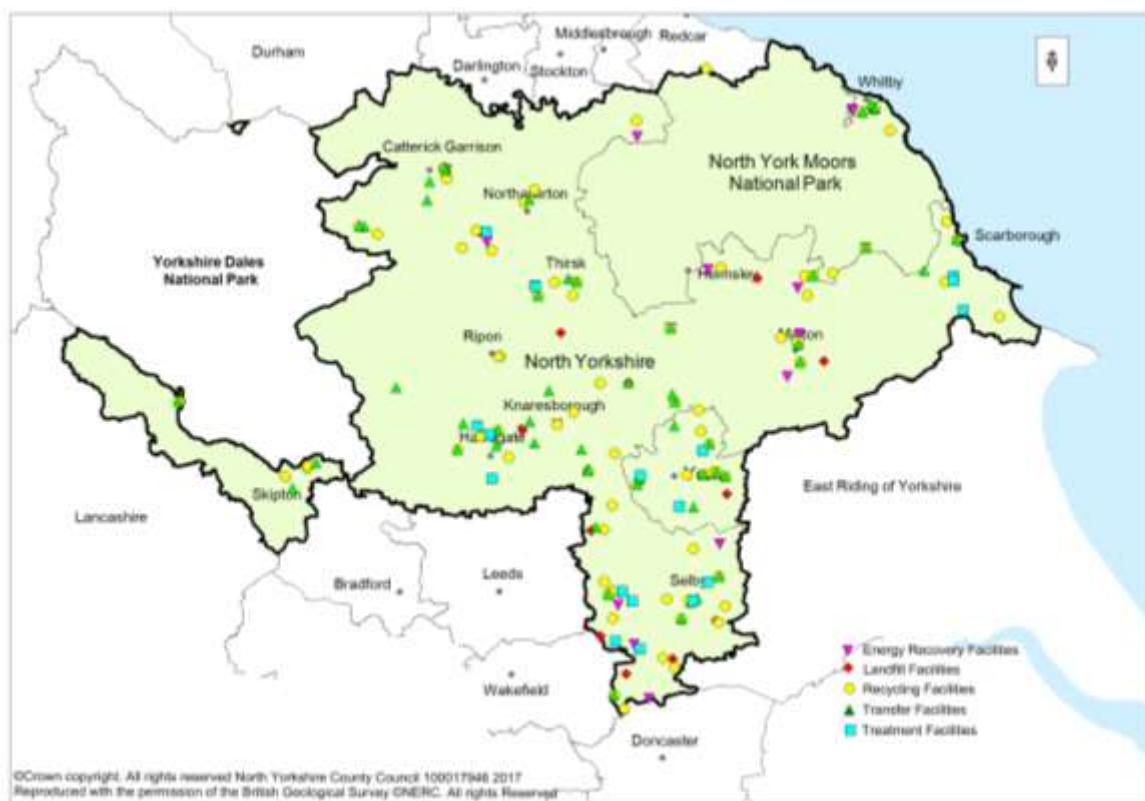 Middlesbrough
Redcar
Durham
Darlington
Stockton
Whitby
Catterick Garrison
North York Moors
National Park
Northallerton
Scarborough
Yorkshire Dales
National Park
Thirsk
Helmsley
Ripon
Malton
North Yorkshire
Knaresborough
Harrogate
Skipton
East Riding of Yorkshire
Lancashire
Bradford
Leeds
Selby
Energy Recovery Facilities
Landfill Facilities
Wakefield
Recycling Facilities
Transfer Facilities
Treatment Facilities
Doncaster
©Crown copyright. All rights reserved North Yorkshire County Council 100017946 2017
Reproduced with the permission of the British Geological Survey ©NERC. All rights Reserved